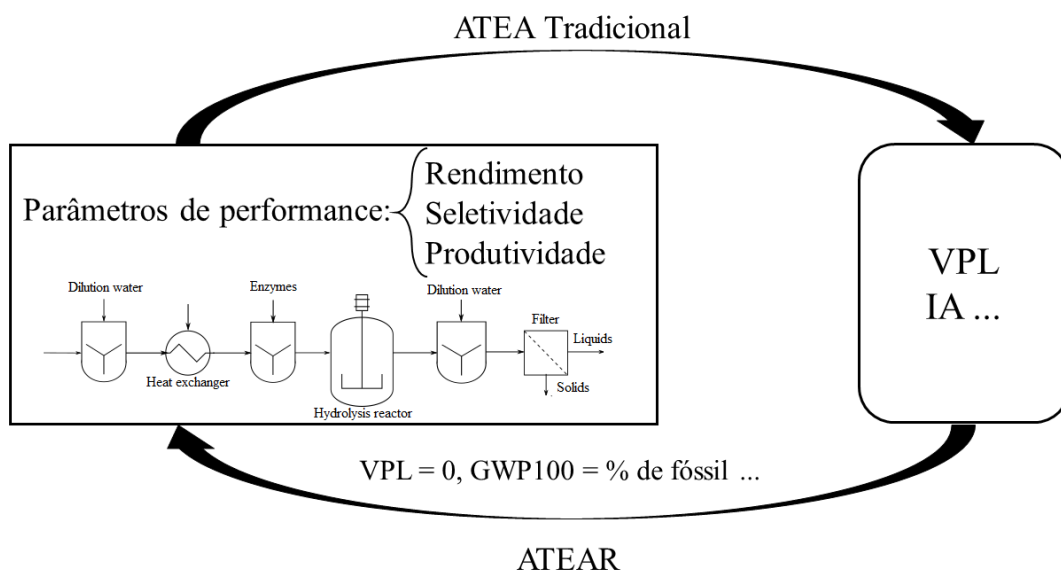 ATEA Tradicional
Parâmetros de performance:
Rendimento
Seletividade
Produtividade
Dilution water
Enzymes
Dilution water
Filter
Liquids
Heat exchanger
Solids
Hydrolysis reactor
VPL
IA ...
VPL = 0, GWP100 = % de fóssil ...
ATEAR